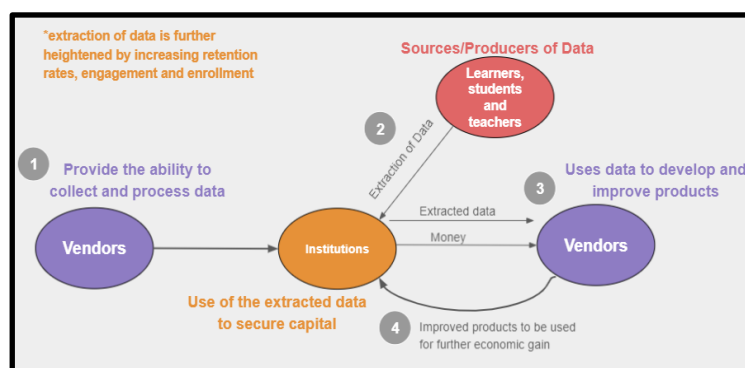 *extraction of data is further
heightened by increasing retention
rates, engagement and enrollment
Sources/Producers of Data
Learners,
students
and
teachers
2
Extraction of Data
1
Provide the ability to
collect and process data
3
Uses data to develop and
improve products
Vendors
Institutions
Extracted data
Money
Vendors
Use of the extracted data
to secure capital
4
Improved products to be used
for further economic gain